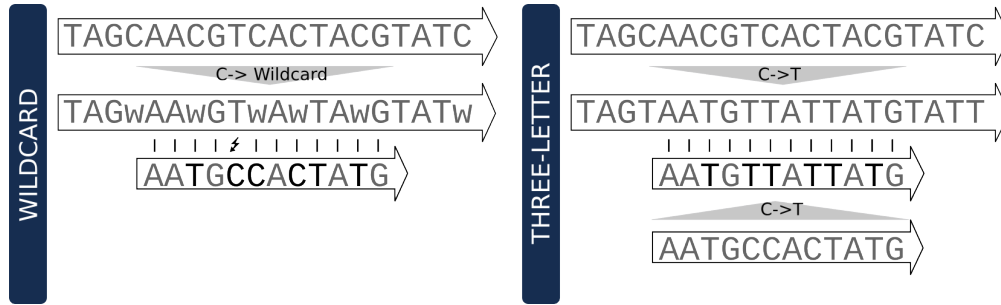 WILDCARD
TAGCAACGTCACTACGTATC
C-> Wildcard
TAGwAAwGTwAwTAwGTATw
AATGCCACTATG
THREE-LETTER
TAGCAACGTCACTACGTATC
C->T
TAGTAATGTTATTATGTATT
AATGTTATTATG
C->T
AATGCCACTATG